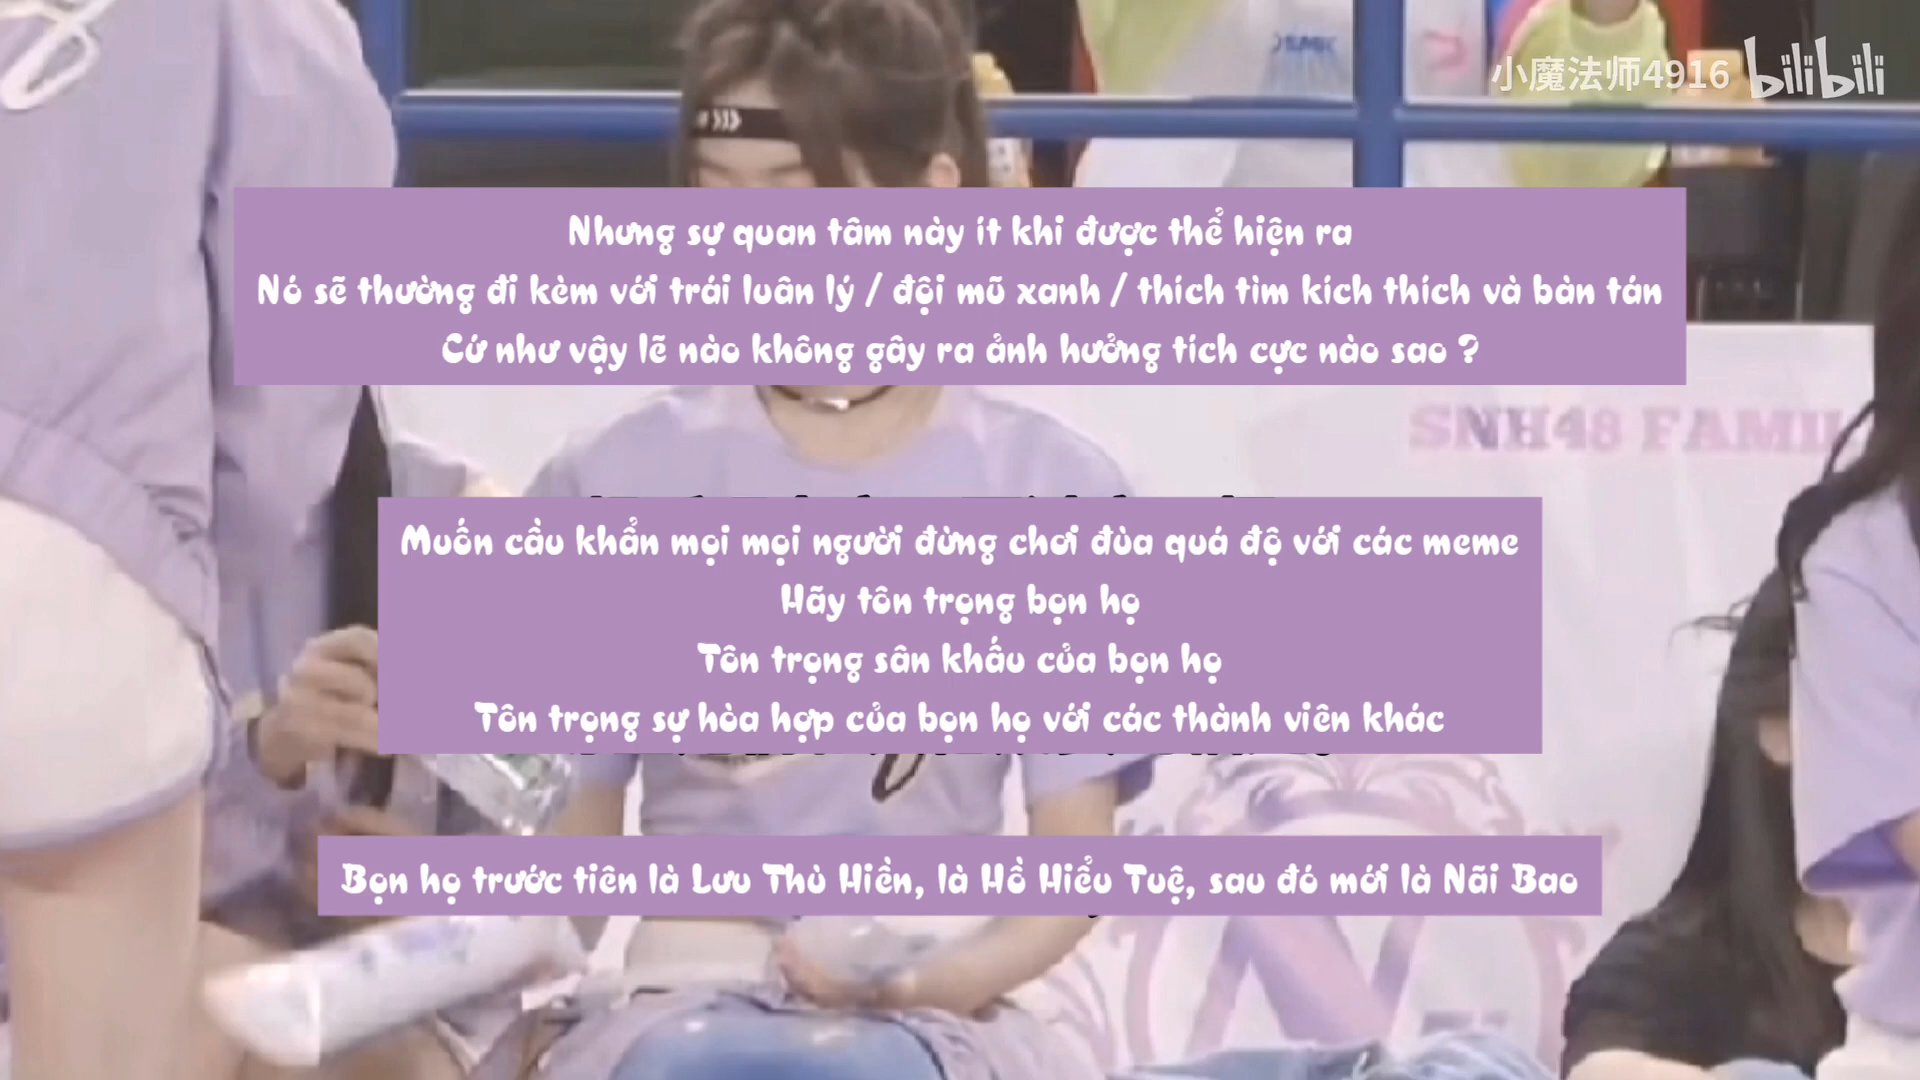 小魔法师4916 bilibili
Nhưng sự quan tâm này ít khi được thể hiện ra
Nó sẽ thường đi kèm với trái luân lý / đội mũ xanh / thích tìm kích thích và bàn tán
Cứ như vậy lẽ nào không gây ra ảnh hưởng tích cực nào sao ?
SNH48 FAMIL
Muốn cầu khẩn mọi mọi người đừng chơi đùa quá độ với các meme
Hãy tôn trọng bọn họ
Tôn trọng sân khấu của bọn họ
Tôn trọng sự hòa hợp của bọn họ với các thành viên khác
Bọn họ trước tiên là Lưu Thù Hiền, là Hồ Hiểu Tuệ, sau đó mới là Nãi Bao